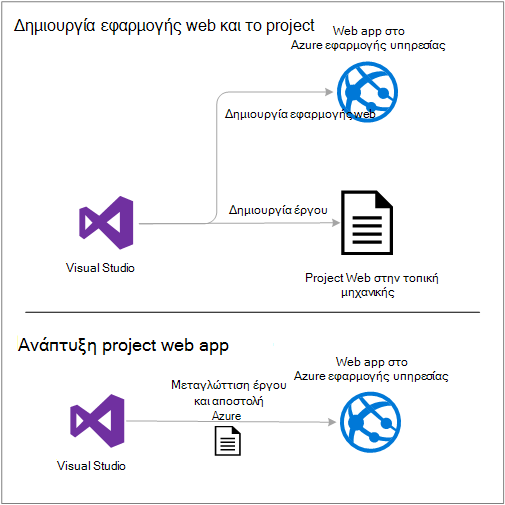 Δημιουργία εφαρμογής web και το project
Web app στο
Azure εφαρμογής υπηρεσίας
Δημιουργία εφαρμογής web
Δημιουργία έργου
Visual Studio
Project Web στην τοπική
μηχανικής
Ανάπτυξη project web app
Web app στο
Azure εφαρμογής υπηρεσίας
Μεταγλώττιση έργου
και αποστολή
Azure
Visual Studio